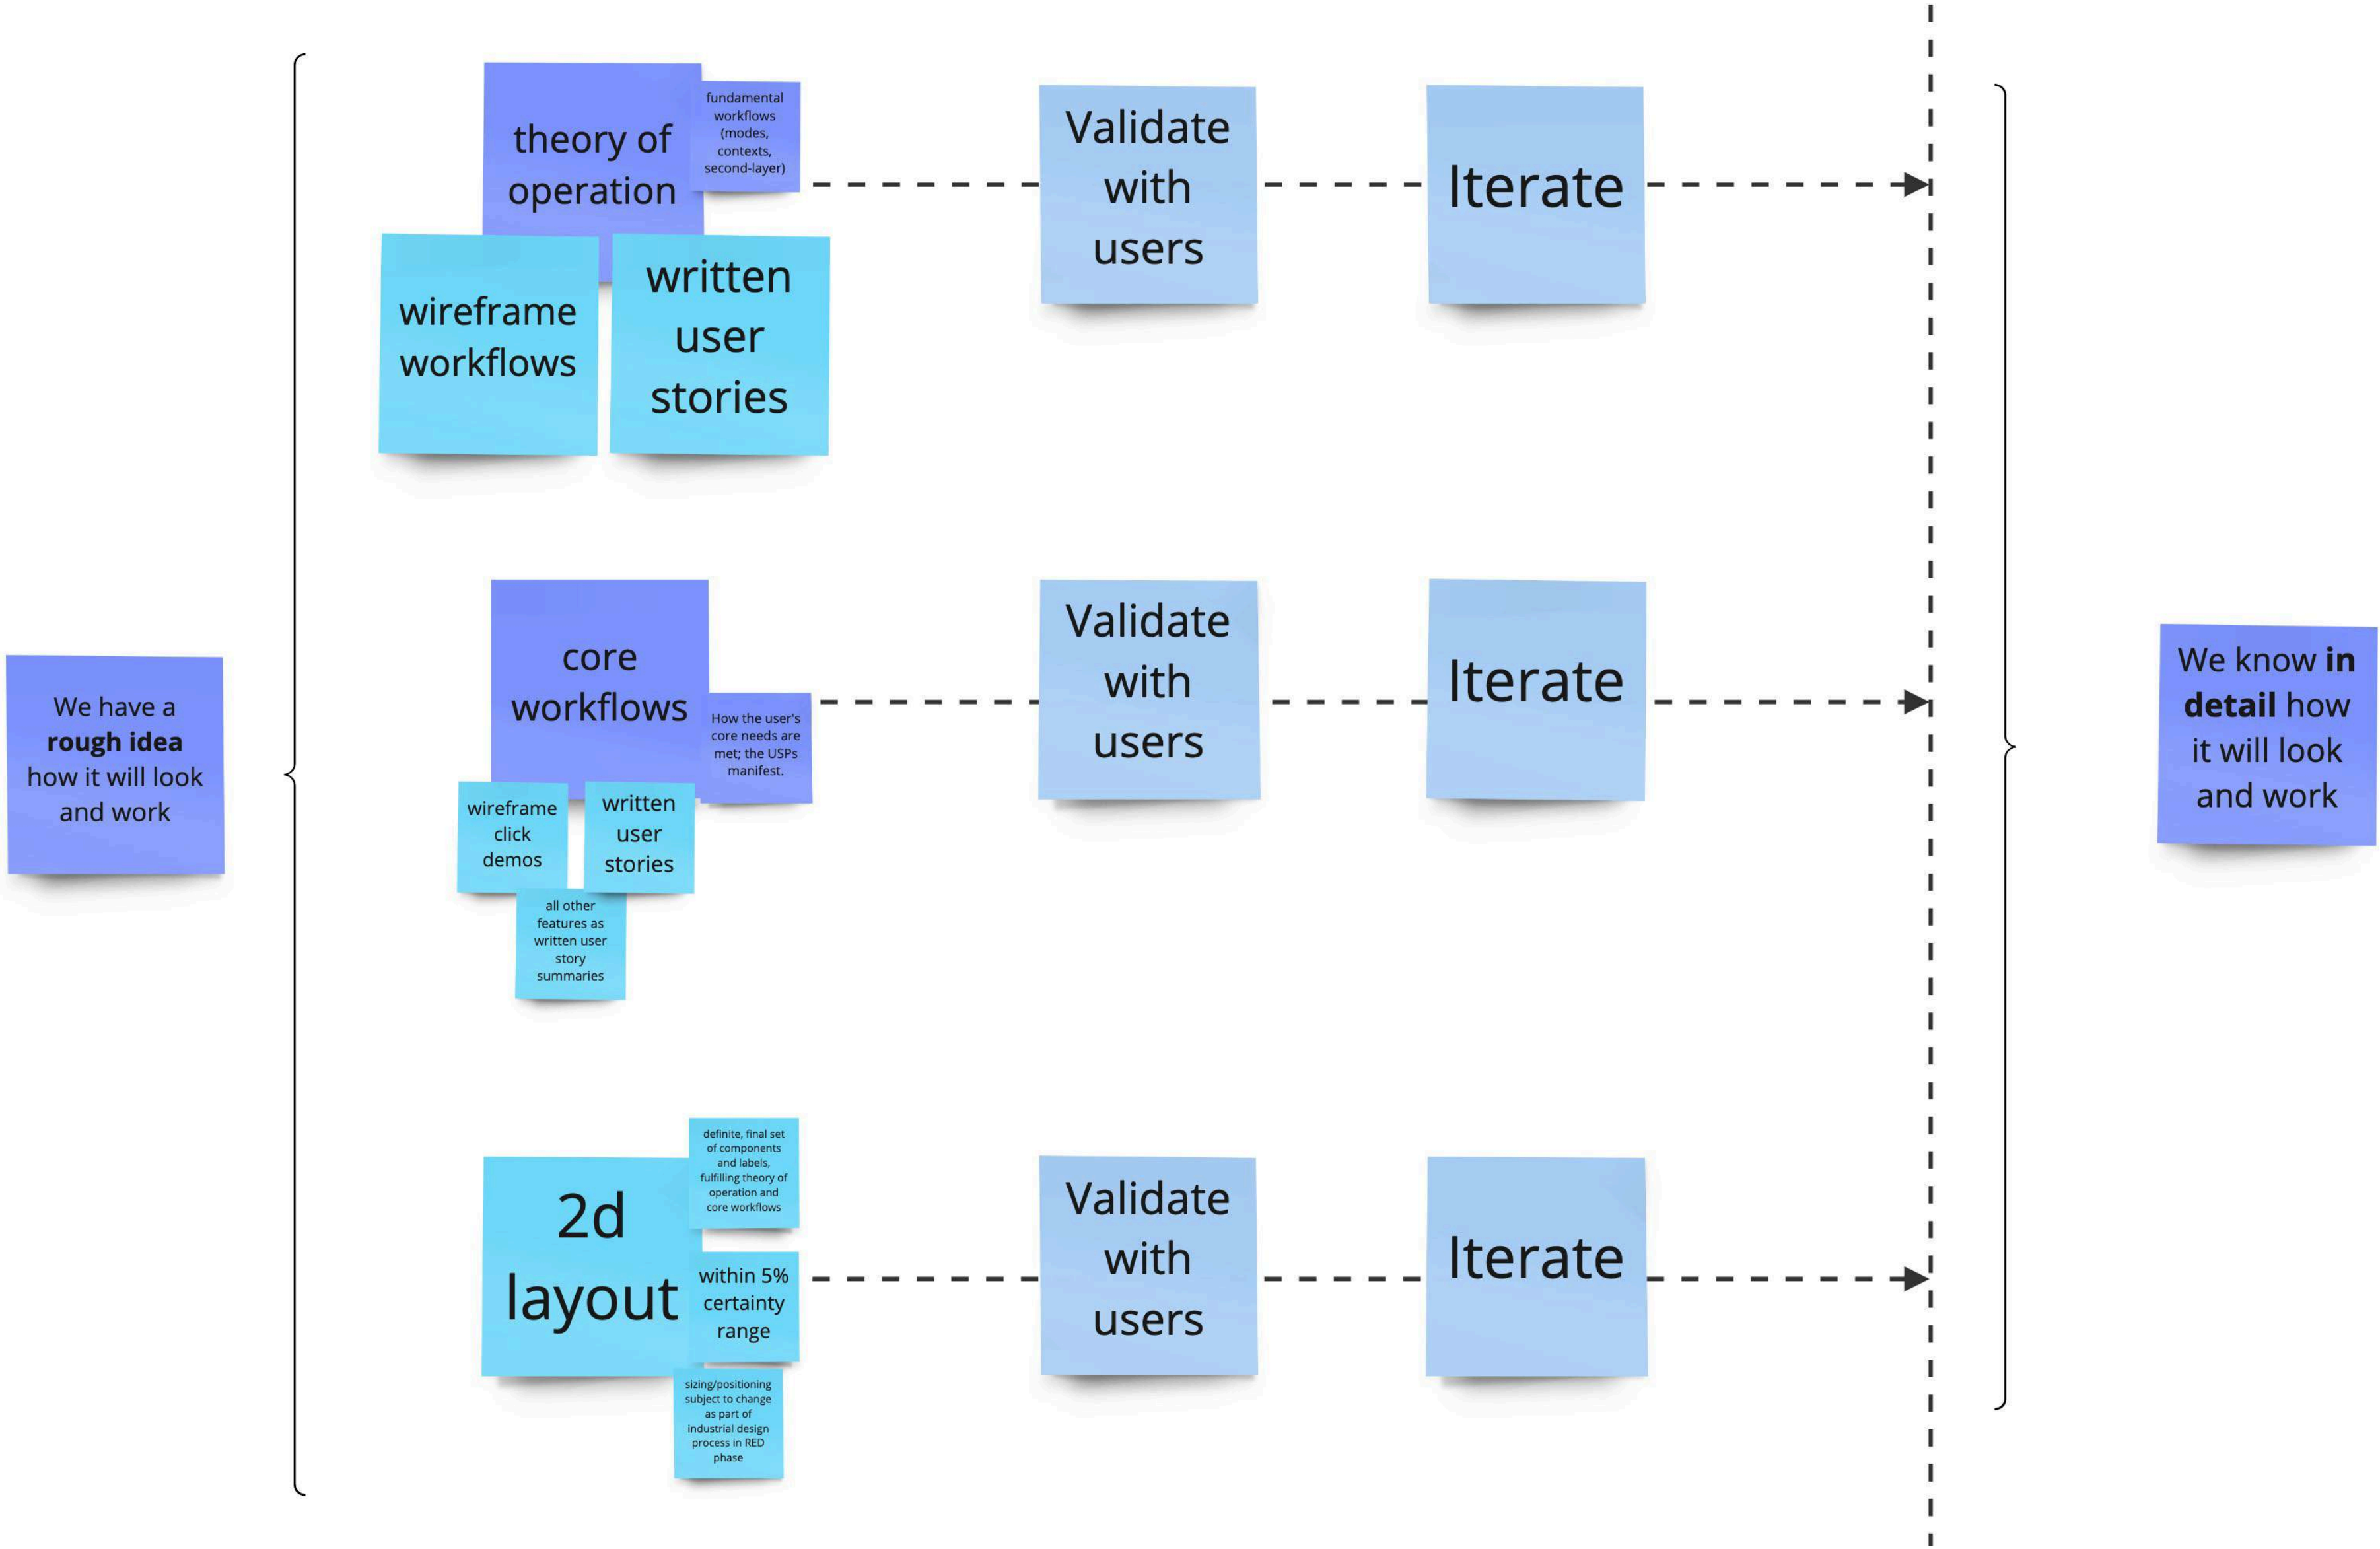 We have a
rough idea
how it will look
and work
theory of
operation
fundamental
workflows
(modes,
contexts,
second-layer)
wireframe
workflows
written
user
stories
Validate
with
users
Iterate
core
workflows
How the user's
core needs are
met; the USPs
manifest.
wireframe
click
demos
written
user
stories
all other
features as
written user
story
summaries
Validate
with
users
Iterate
2d
layout
definite, final set
of components
and labels,
fulfilling theory of
operation and
core workflows
within 5%
certainty
range
sizing/positioning
subject to change
as part of
industrial design
process in RED
phase
Validate
with
users
Iterate
We know in
detail how
it will look
and work